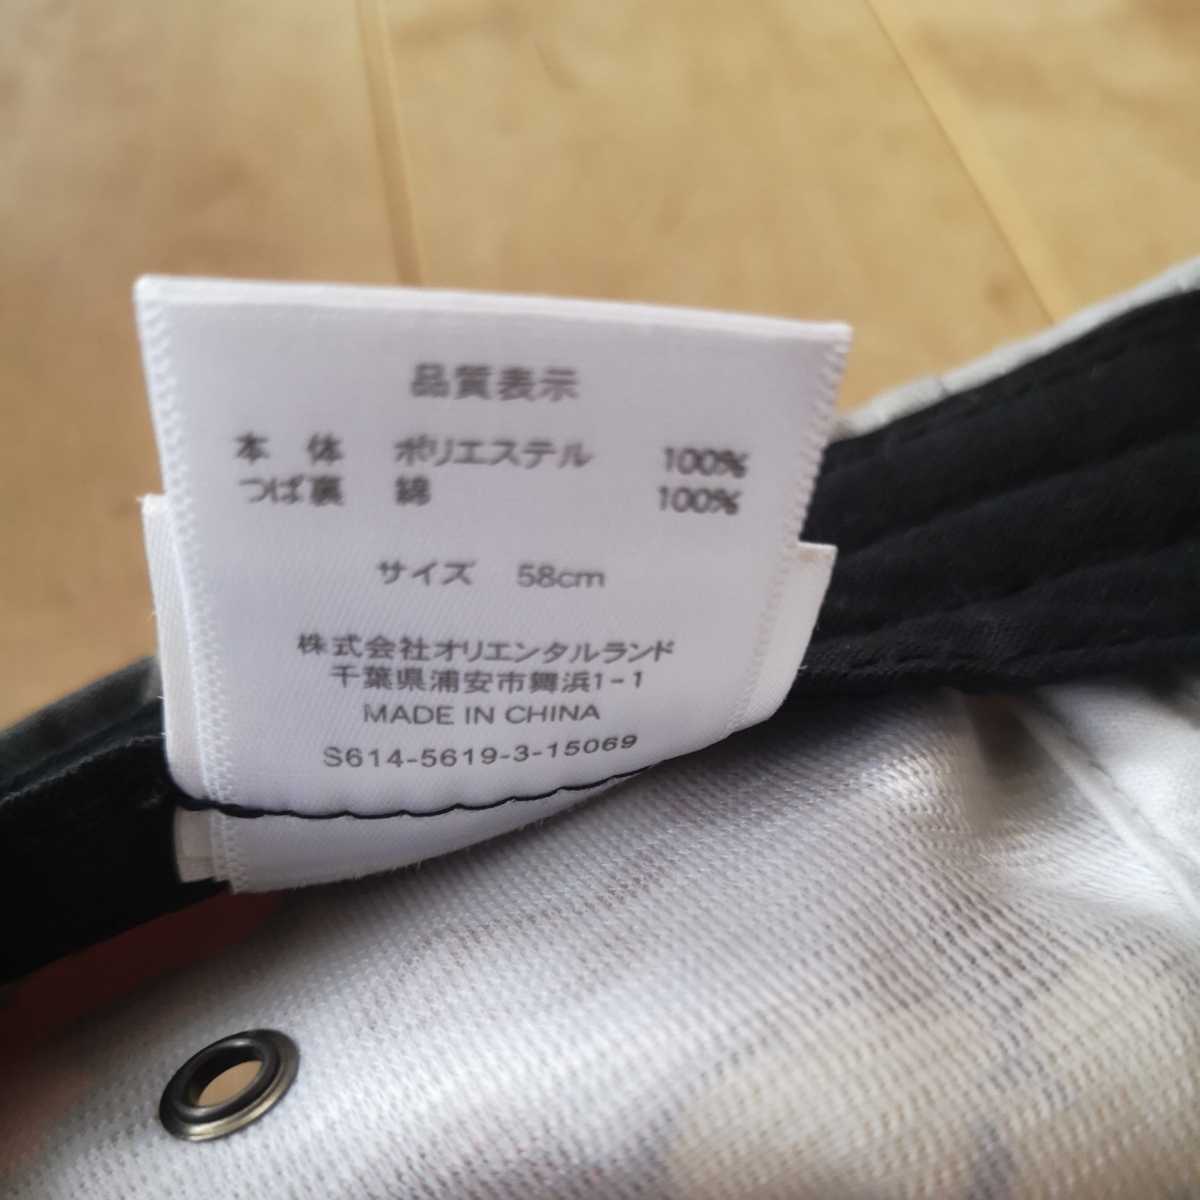 品質表示
本 体 ポリエステル 100%
つば裏 綿 100%
サイズ 58cm
株式会社オリエンタルランド
千葉県浦安市舞浜1-1
MADE IN CHINA
S614-5619-3-15069